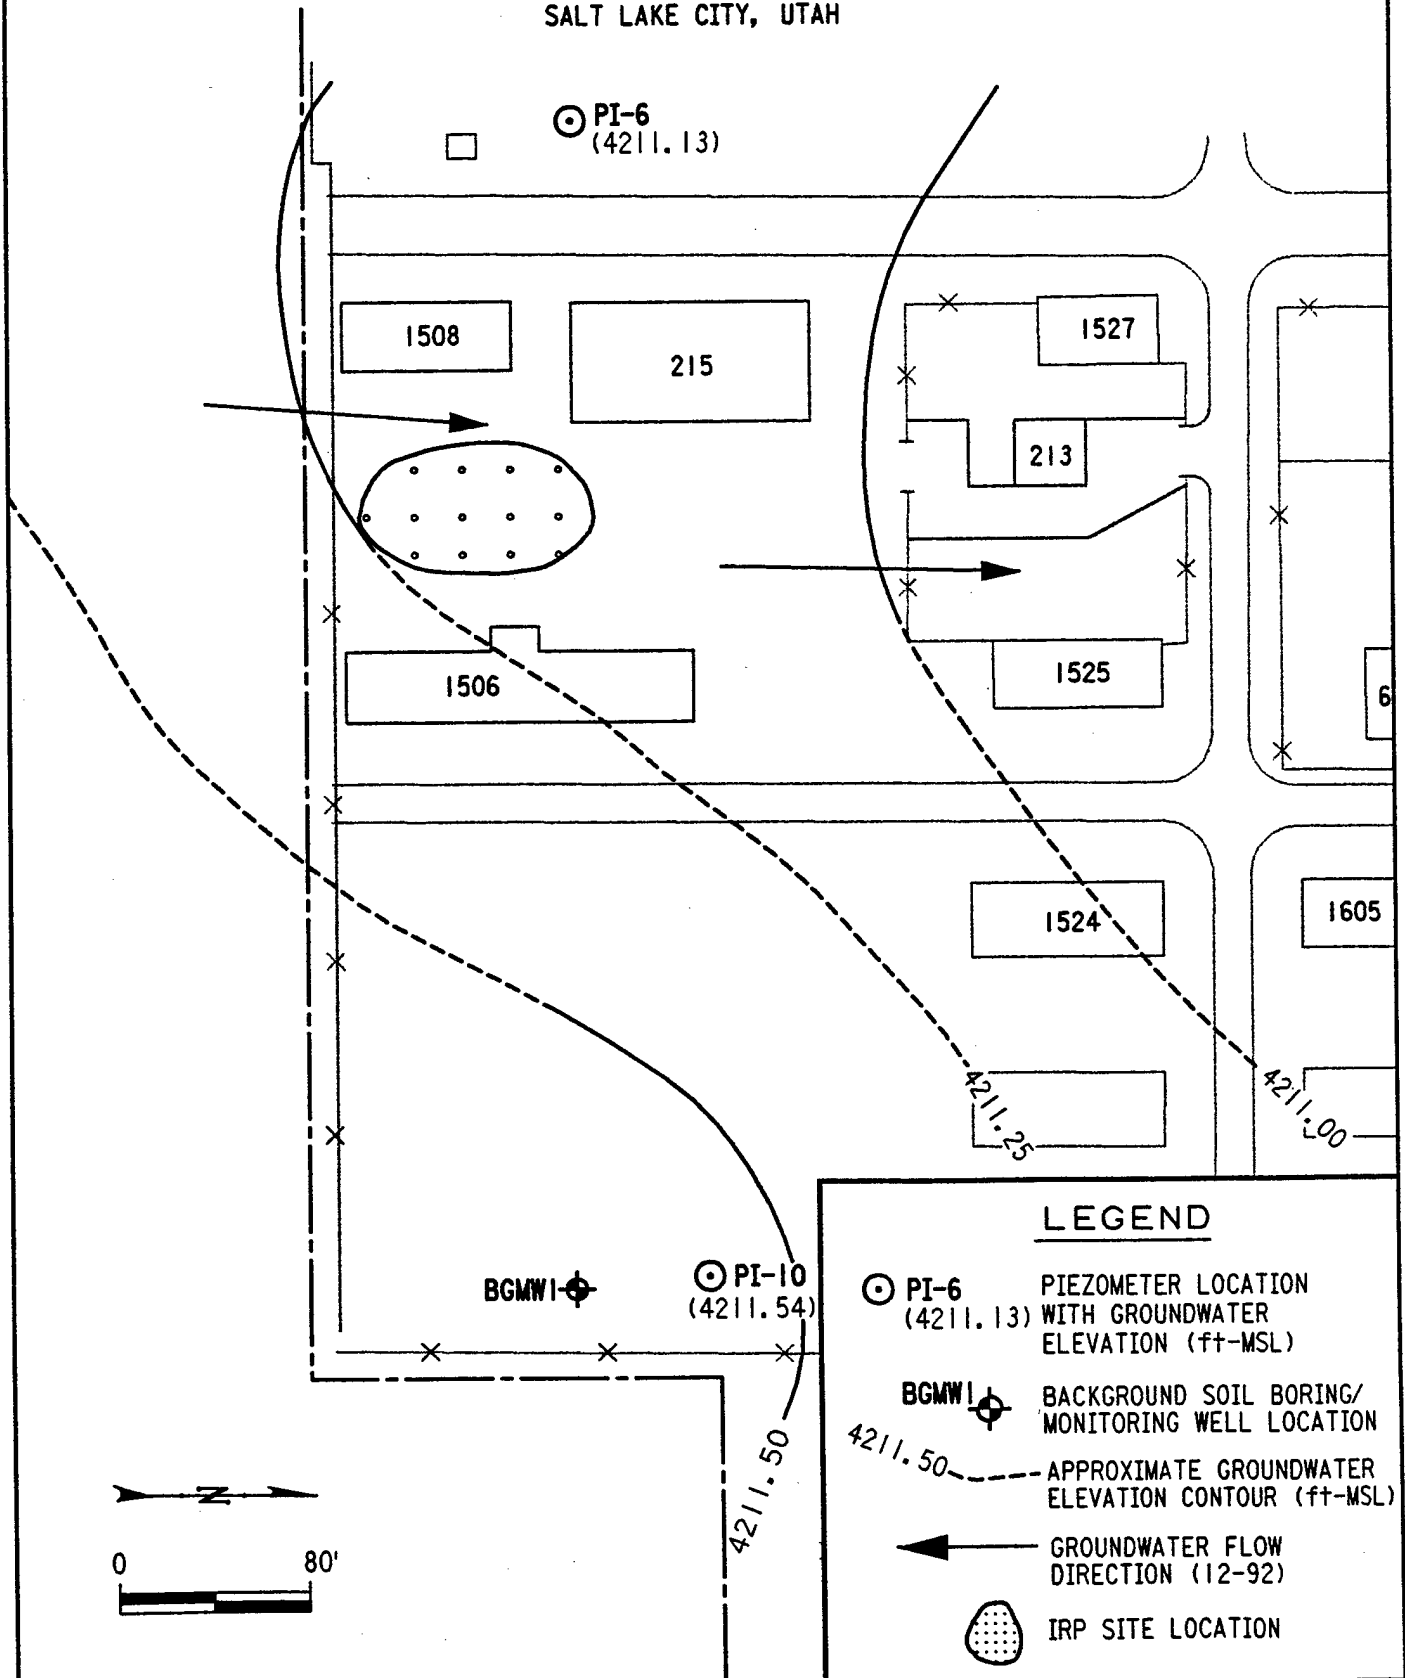 SALT LAKE CITY, UTAH
PI-6
(4211.13)
1508
215
1527
213
1506
1525
6
1524
1605
4211.25
4211.00
BGMW1
PI-10
(4211.54)
4211.50
N
0 80'
LEGEND
PI-6
(4211.13)
PIEZOMETER LOCATION
WITH GROUNDWATER
ELEVATION (ft-MSL)
BGMW1
BACKGROUND SOIL BORING/
MONITORING WELL LOCATION
4211.50
APPROXIMATE GROUNDWATER
ELEVATION CONTOUR (ft-MSL)
GROUNDWATER FLOW
DIRECTION (12-92)
IRP SITE LOCATION